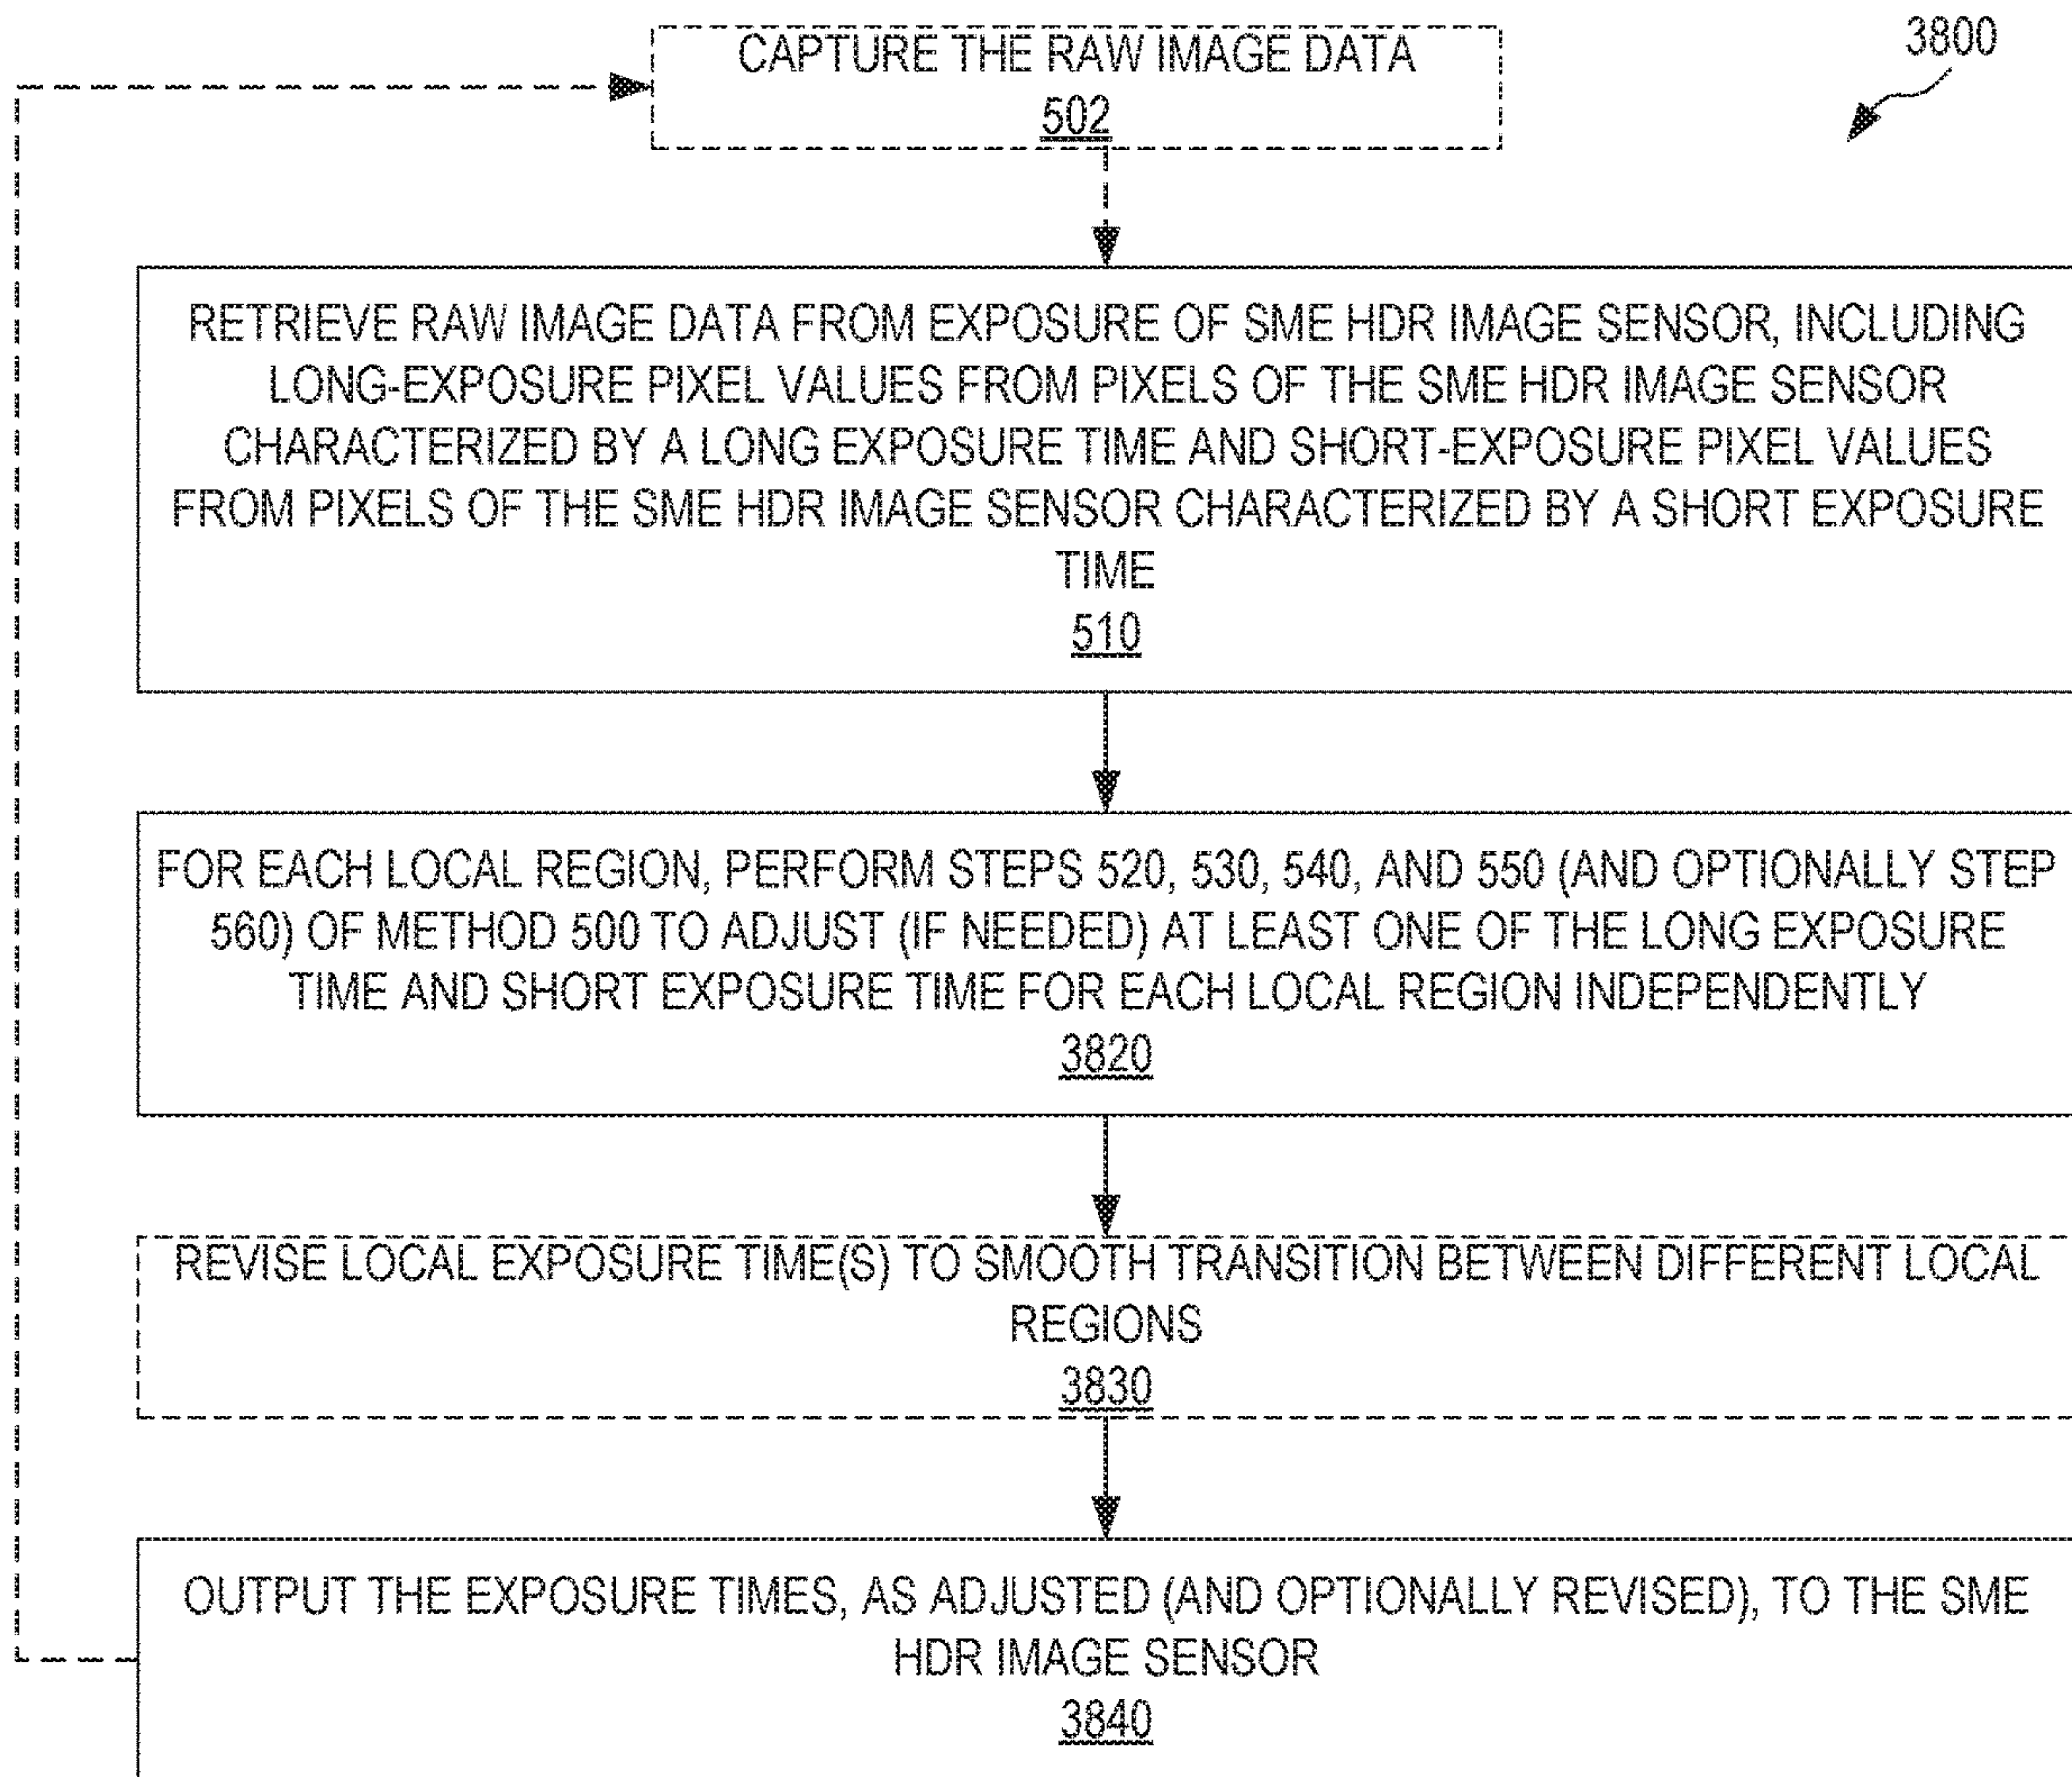 3800
CAPTURE THE RAW IMAGE DATA
502
RETRIEVE RAW IMAGE DATA FROM EXPOSURE OF SME HDR IMAGE SENSOR, INCLUDING
LONG-EXPOSURE PIXEL VALUES FROM PIXELS OF THE SME HDR IMAGE SENSOR
CHARACTERIZED BY A LONG EXPOSURE TIME AND SHORT-EXPOSURE PIXEL VALUES
FROM PIXELS OF THE SME HDR IMAGE SENSOR CHARACTERIZED BY A SHORT EXPOSURE
TIME
510
FOR EACH LOCAL REGION, PERFORM STEPS 520, 530, 540, AND 550 (AND OPTIONALLY STEP
560) OF METHOD 500 TO ADJUST (IF NEEDED) AT LEAST ONE OF THE LONG EXPOSURE
TIME AND SHORT EXPOSURE TIME FOR EACH LOCAL REGION INDEPENDENTLY
3820
REVISE LOCAL EXPOSURE TIME(S) TO SMOOTH TRANSITION BETWEEN DIFFERENT LOCAL
REGIONS
3830
OUTPUT THE EXPOSURE TIMES, AS ADJUSTED (AND OPTIONALLY REVISED), TO THE SME
HDR IMAGE SENSOR
3840